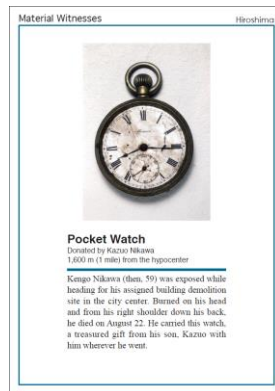 Material Witnesses
Hiroshima
Pocket Watch
Donated by Kazuo Nikawa
1,600 m (1 mile) from the hypocenter
Kengo Nikawa (then, 59) was exposed while
heading for his assigned building demolition
site in the city center. Burned on his head
and from his right shoulder down his back,
he died on August 22. He carried this watch,
a treasured gift from his son, Kazuo with
him wherever he went.